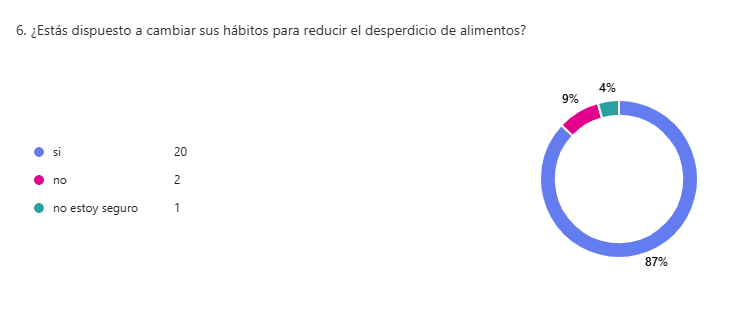 6. ¿Estás dispuesto a cambiar sus hábitos para reducir el desperdicio de alimentos?
si 20
no 2
no estoy seguro 1
4%
9%
87%